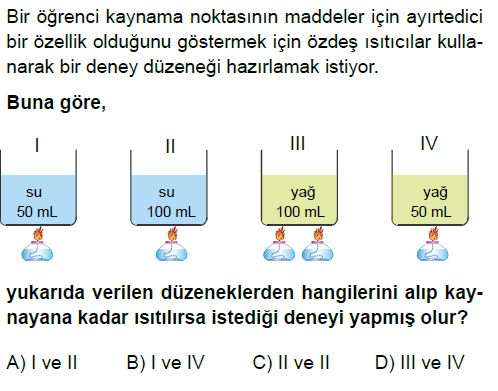 Bir öğrenci kaynama noktasının maddeler için ayırtedici
bir özellik olduğunu göstermek için özdeş ısıtıcılar kulla-
narak bir deney düzeneği hazırlamak istiyor.
Buna göre,
I II III IV
su su yağ yağ
50 mL 100 mL 100 mL 50 mL
yukarıda verilen düzeneklerden hangilerini alıp kay-
nayana kadar ısıtılırsa istediği deneyi yapmış olur?
A) I ve II B) I ve IV C) II ve II D) III ve IV